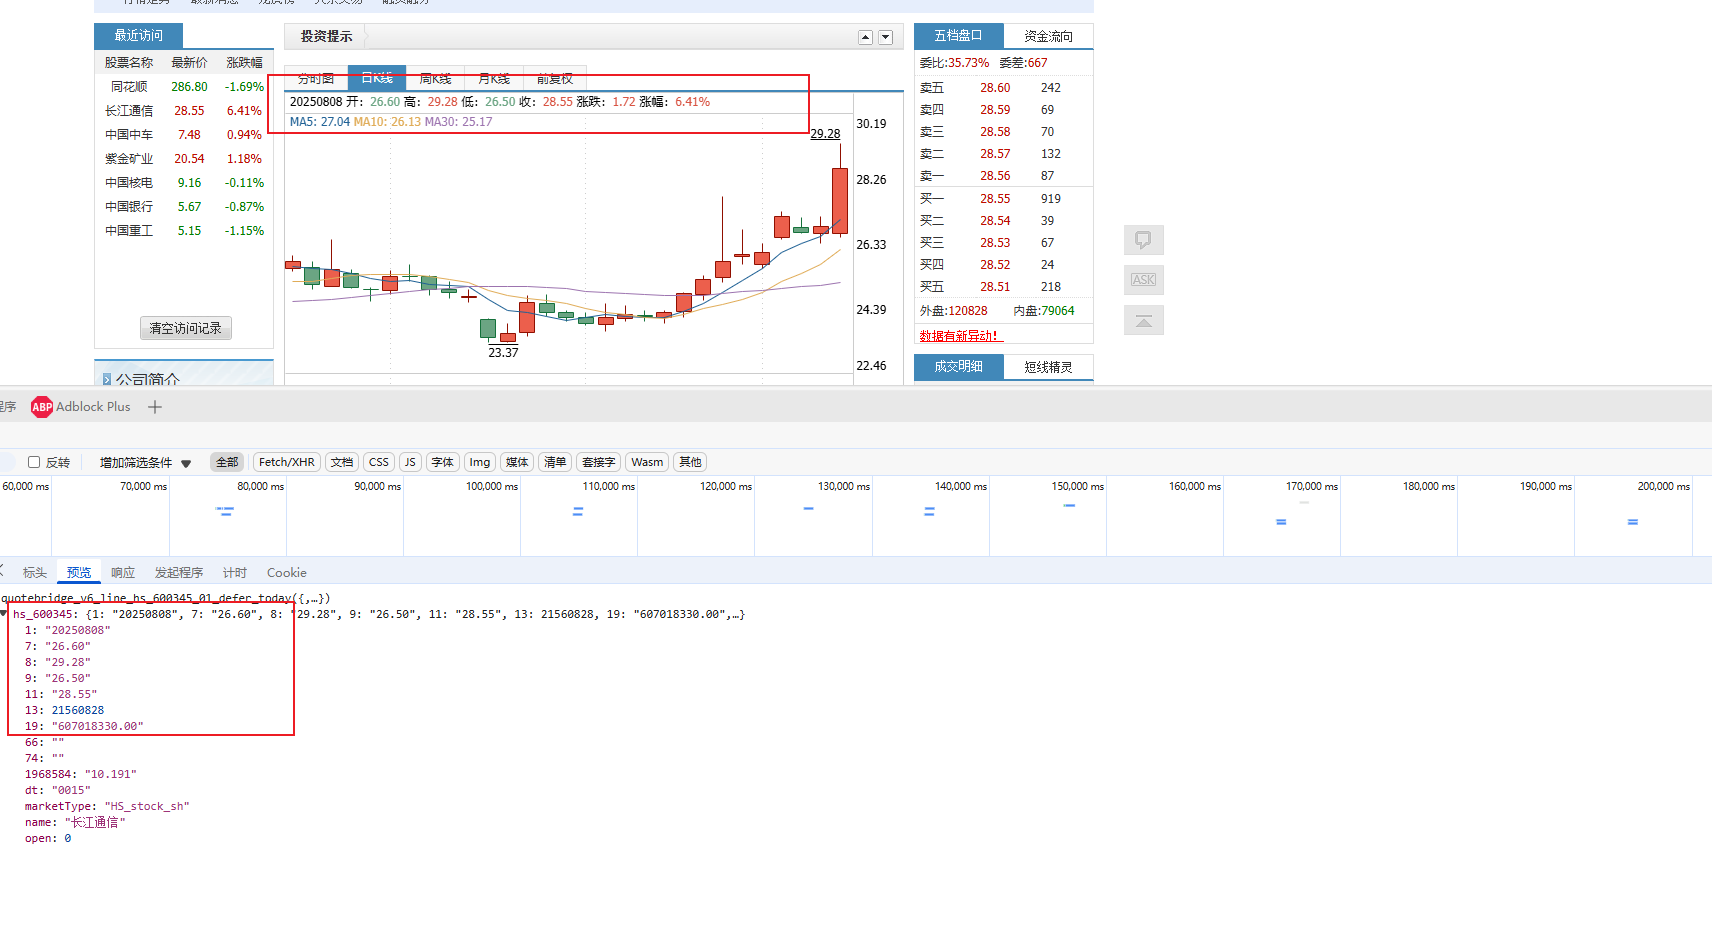 行情走势 最新消息 龙虎榜 大宗交易 融资融券
最近访问
股票名称 最新价 涨跌幅
同花顺 286.80 -1.69%
长江通信 28.55 6.41%
中国中车 7.48 0.94%
紫金矿业 20.54 1.18%
中国核电 9.16 -0.11%
中国银行 5.67 -0.87%
中国重工 5.15 -1.15%
清空访问记录
公司简介
投资提示
分时图 日K线 周K线 月K线 前复权
20250808 开: 26.60 高: 29.28 低: 26.50 收: 28.55 涨跌: 1.72 涨幅: 6.41%
MA5: 27.04 MA10: 26.13 MA30: 25.17
30.19
29.28
28.26
26.33
24.39
23.37
22.46
五档盘口 资金流向
委比:35.73% 委差:667
卖五 28.60 242
卖四 28.59 69
卖三 28.58 70
卖二 28.57 132
卖一 28.56 87
买一 28.55 919
买二 28.54 39
买三 28.53 67
买四 28.52 24
买五 28.51 218
外盘:120828 内盘:79064
数据有新异动!
成交明细 短线精灵
ASK
程序 ABP Adblock Plus
反转 增加筛选条件 全部 Fetch/XHR 文档 CSS JS 字体 Img 媒体 清单 套接字 Wasm 其他
60,000 ms 70,000 ms 80,000 ms 90,000 ms 100,000 ms 110,000 ms 120,000 ms 130,000 ms 140,000 ms 150,000 ms 160,000 ms 170,000 ms 180,000 ms 190,000 ms 200,000 ms
标头 预览 响应 发起程序 计时 Cookie
quotebridge_v6_line_hs_600345_01_defer_today({,…})
hs_600345: {1: "20250808", 7: "26.60", 8: "29.28", 9: "26.50", 11: "28.55", 13: 21560828, 19: "607018330.00",…}
1: "20250808"
7: "26.60"
8: "29.28"
9: "26.50"
11: "28.55"
13: 21560828
19: "607018330.00"
66: ""
74: ""
1968584: "10.191"
dt: "0015"
marketType: "HS_stock_sh"
name: "长江通信"
open: 0